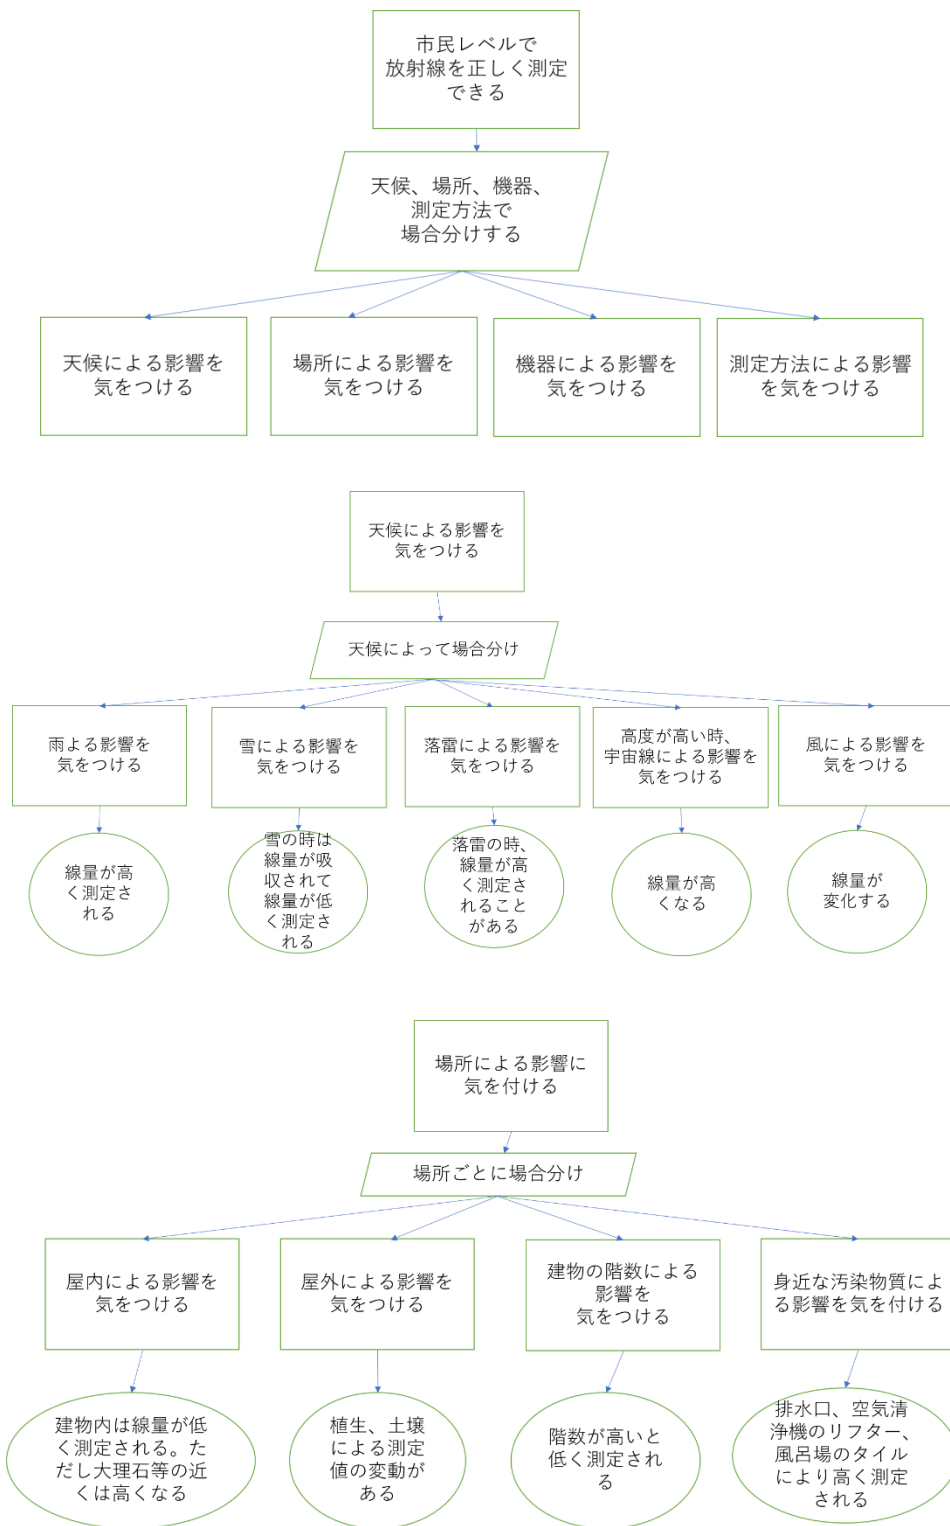 市民レベルで
放射線を正しく測定
できる
天候、場所、機器、
測定方法で
場合分けする
天候による影響を
気をつける
場所による影響を
気をつける
機器による影響を
気をつける
測定方法による影響
を気をつける
天候による影響を
気をつける
天候によって場合分け
雨よる影響を
気をつける
雪による影響を
気をつける
落雷による影響を
気をつける
高度が高い時、
宇宙線による影響を
気をつける
風による影響を
気をつける
線量が高
く測定さ
れる
雪の時は
線量が吸
収されて
線量が低
く測定さ
れる
落雷の時、
線量が高
く測定さ
れることと
がある
線量が高
くなる
線量が
変化する
場所による影響に
気を付ける
場所ごとに場合分け
屋内による影響を
気をつける
屋外による影響を
気をつける
建物の階数による
影響を
気をつける
身近な汚染物質によ
る影響を気を付ける
建物内は線量が低
く測定される。た
だし大理石等の近
くは高くなる
植生、土壌
による測定
値の変動が
ある
階数が高いと
低く測定され
る
排水口、空気清
浄機のリフター、
風呂場のタイル
により高く測定
される